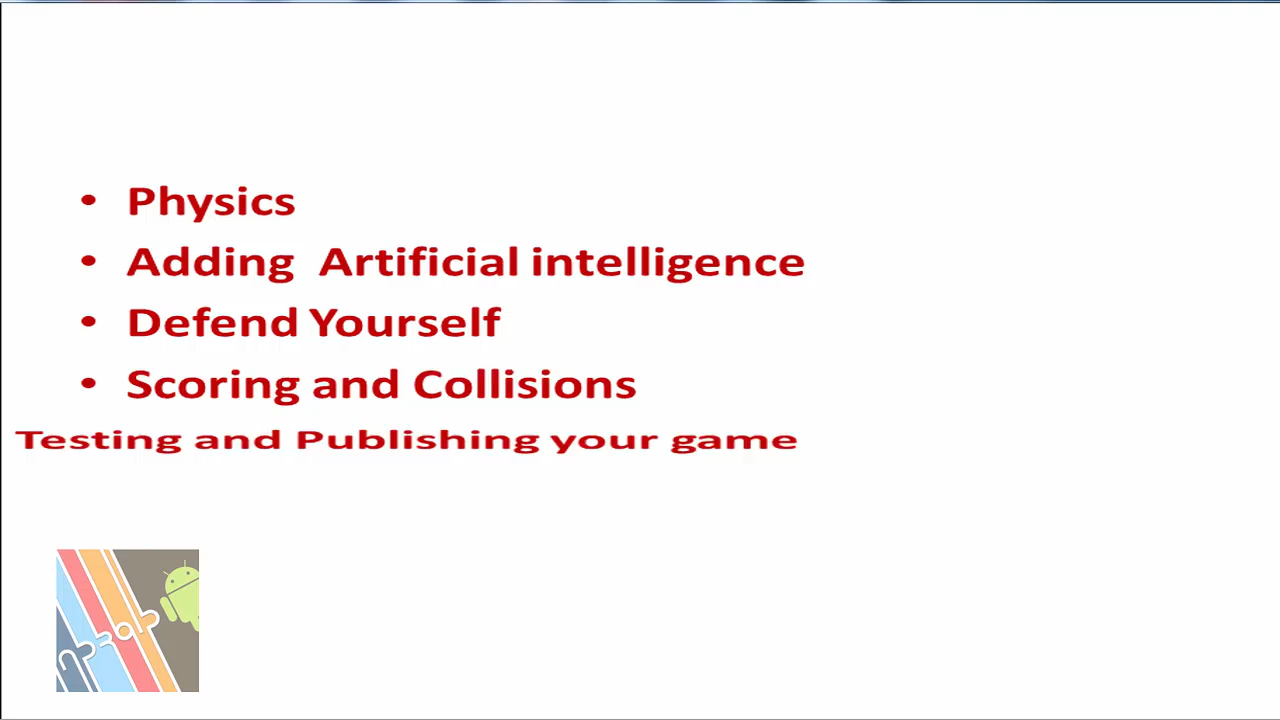 • Physics
• Adding  Artificial intelligence
• Defend Yourself
• Scoring and Collisions
Testing and Publishing your game